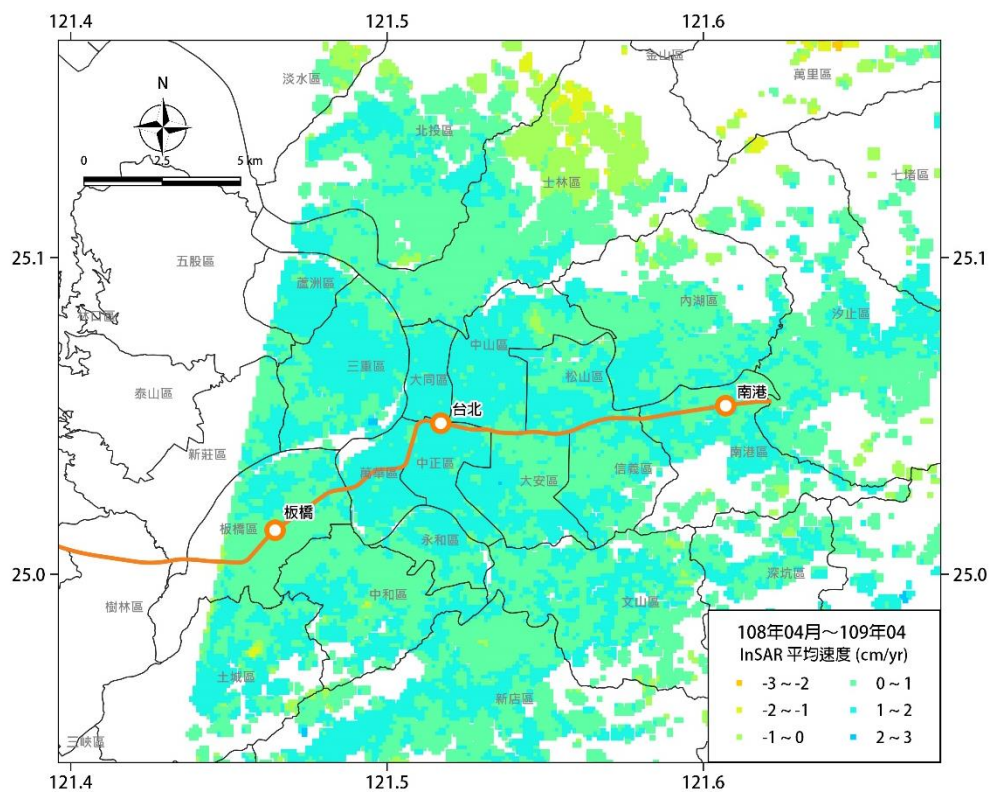 121.4
121.5
121.6
金山區
萬里區
淡水區
N
北投區
0
2.5
5 km
士林區
七堵區
25.1
25.1
五股區
蘆洲區
內湖區
林口區
汐止區
中山區
三重區
大同區
松山區
泰山區
南港
台北
新莊區
中正區
南港區
萬華區
信義區
大安區
板橋
板橋區
永和區
25.0
25.0
深坑區
樹林區
中和區
文山區
土城區
新店區
三峽區
108年04月～109年04
InSAR 平均速度 (cm/yr)
-3～-2
0～1
-2～-1
1～2
-1～0
2～3
121.4
121.5
121.6